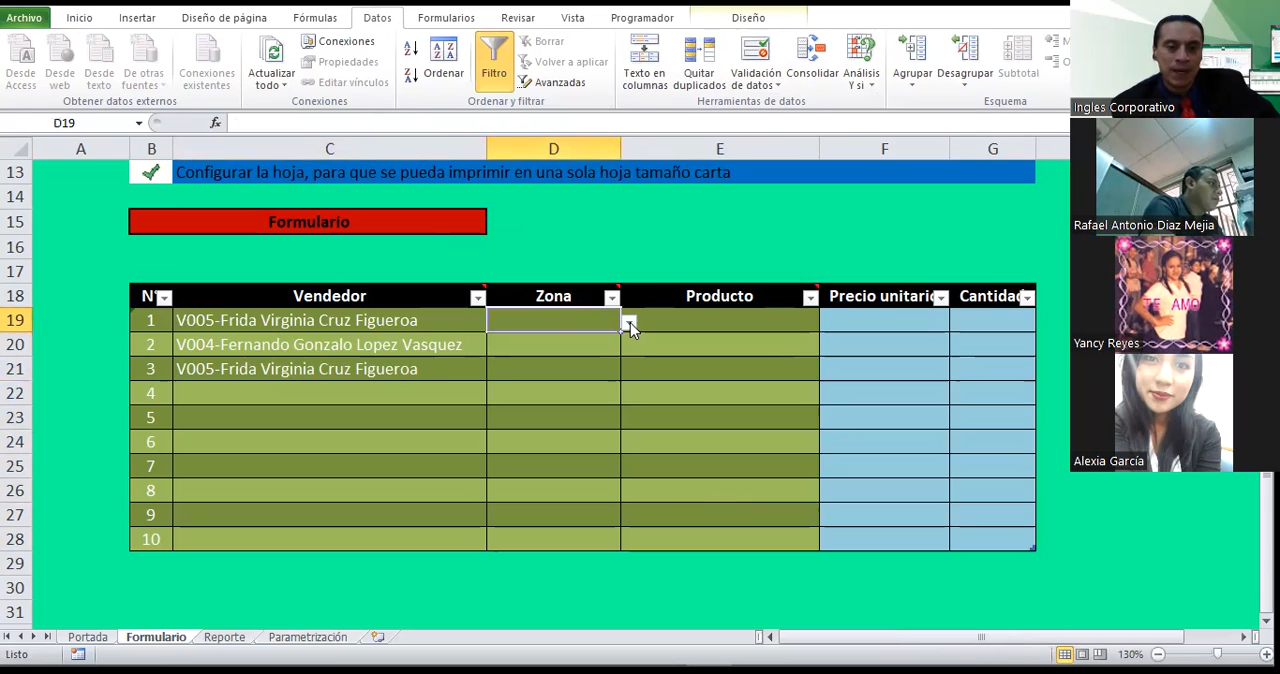 Archivo Inicio Insertar Diseño de página Fórmulas Datos Formularios Revisar Vista Programador Diseño
Desde Access
Desde web
Desde texto
De otras fuentes
Conexiones existentes
Obtener datos externos
Actualizar todo
Conexiones
Propiedades
Editar vínculos
Conexiones
Ordenar
Filtro
Borrar
Volver a aplicar
Avanzadas
Ordenar y filtrar
Texto en columnas
Quitar duplicados
Validación de datos
Consolidar
Análisis Y si
Herramientas de datos
Agrupar
Desagrupar
Subtotal
Esquema
D19 fx
A B C D E F G
13 Configurar la hoja, para que se pueda imprimir en una sola hoja tamaño carta
14
15 Formulario
16
17
18 N° Vendedor Zona Producto Precio unitario Cantidad
19 1 V005-Frida Virginia Cruz Figueroa
20 2 V004-Fernando Gonzalo Lopez Vasquez
21 3 V005-Frida Virginia Cruz Figueroa
22 4
23 5
24 6
25 7
26 8
27 9
28 10
29
30
31
Portada Formulario Reporte Parametrización
Listo 130%
Ingles Corporativo
Rafael Antonio Diaz Mejia
TE AMO
Yancy Reyes
Alexia García